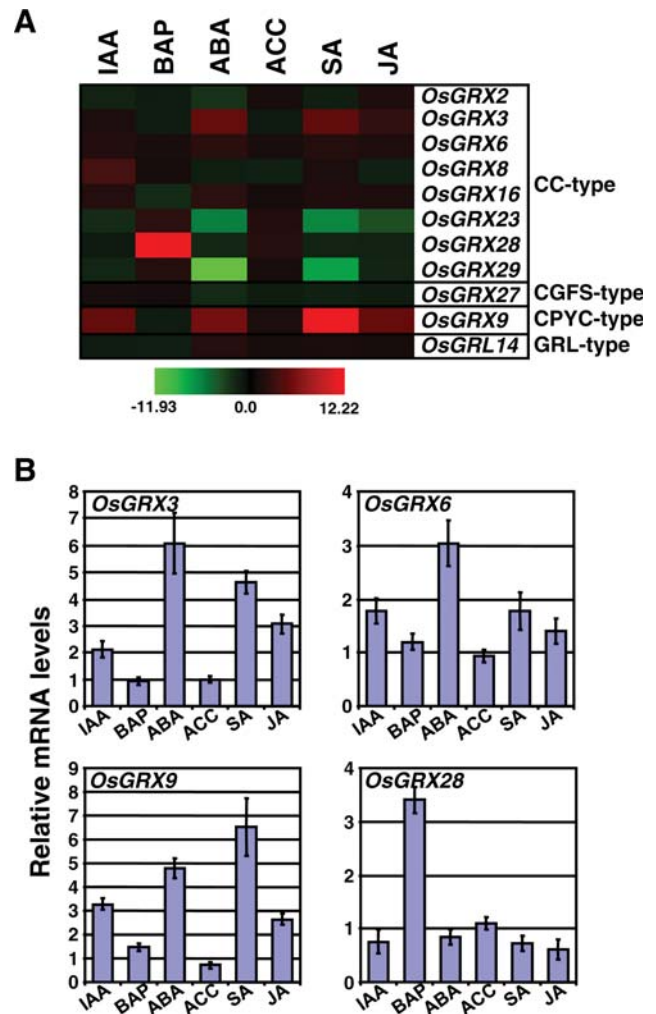 A
IAA BAP ABA ACC SA JA
OsGRX2
OsGRX3
OsGRX6
OsGRX8
OsGRX16
OsGRX23
OsGRX28
OsGRX29
CC-type
OsGRX27 CGFS-type
OsGRX9 CPYC-type
OsGRL14 GRL-type
-11.93 0.0 12.22
B
Relative mRNA levels
OsGRX3
8
7
6
5
4
3
2
1
0
IAA BAP ABA ACC SA JA
OsGRX6
4
3
2
1
0
IAA BAP ABA ACC SA JA
OsGRX9
9
8
7
6
5
4
3
2
1
0
IAA BAP ABA ACC SA JA
OsGRX28
4
3
2
1
0
IAA BAP ABA ACC SA JA